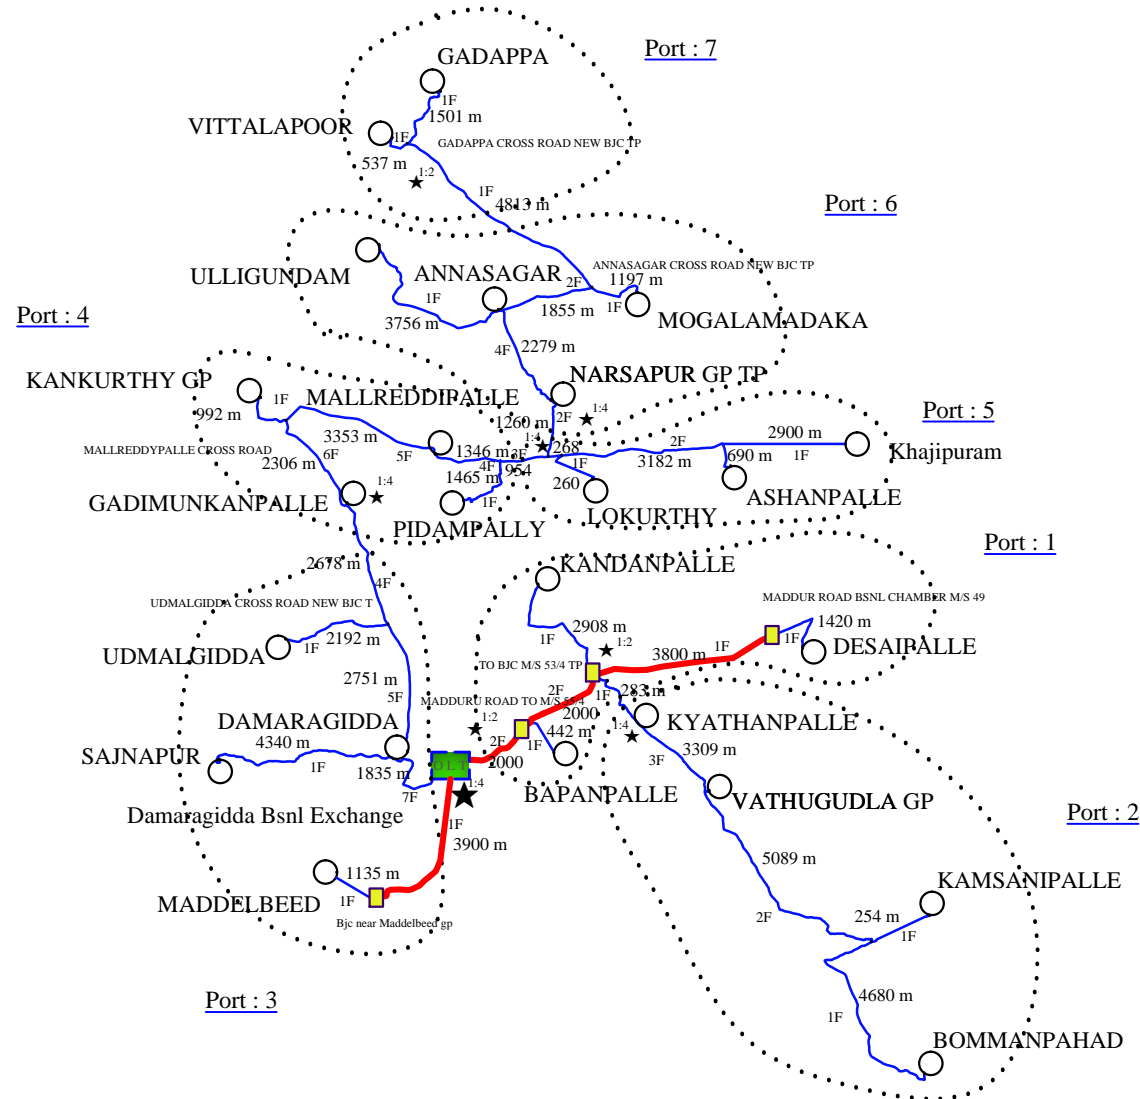 GADAPPA
Port : 7
1F
1501 m
VITTALAPOOR
1F
GADAPPA CROSS ROAD NEW BJC TP
537 m
1:2
1F
4813 m
Port : 6
ULLIGUNDAM
ANNASAGAR
ANNASAGAR CROSS ROAD NEW BJC TP
2F
1197 m
1F
1855 m
1F
3756 m
MOGALAMADAKA
Port : 4
4F
2279 m
KANKURTHY GP
NARSAPUR GP TP
1F
MALLREDDIPALLE
992 m
1260 m
2F
1:4
Port : 5
3353 m
1:4
2F
2900 m
MALLREDDYPALLE CROSS ROAD
6F
5F
1346 m
3F
268
1F
3182 m
690 m
1F
Khajipuram
2306 m
4F
954
1465 m
260
GADIMUNKANPALLE
1:4
1F
PIDAMPALLY
LOKURTHY
ASHANPALLE
Port : 1
2678 m
KANDANPALLE
4F
UDMALGIDDA CROSS ROAD NEW BJC T
MADDUR ROAD BSNL CHAMBER M/S 49
2192 m
1F
1F
2908 m
1:2
1F
1420 m
1F
UDMALGIDDA
3800 m
DESAIPALLE
TO BJC M/S 53/4 TP
2751 m
5F
2F
1F
283 m
MADDURU ROAD TO M/S 55/4
2000
DAMARAGIDDA
1:2
442 m
1:4
KYATHANPALLE
4340 m
2F
1F
3309 m
SAJNAPUR
1F
1835 m
OLT
2000
3F
7F
1:4
BAPANPALLE
VATHUGUDLA GP
Damaragidda Bsnl Exchange
Port : 2
1F
3900 m
5089 m
1135 m
KAMSANIPALLE
MADDELBEED
1F
254 m
2F
1F
Bjc near Maddelbeed gp
4680 m
Port : 3
1F
BOMMANPAHAD